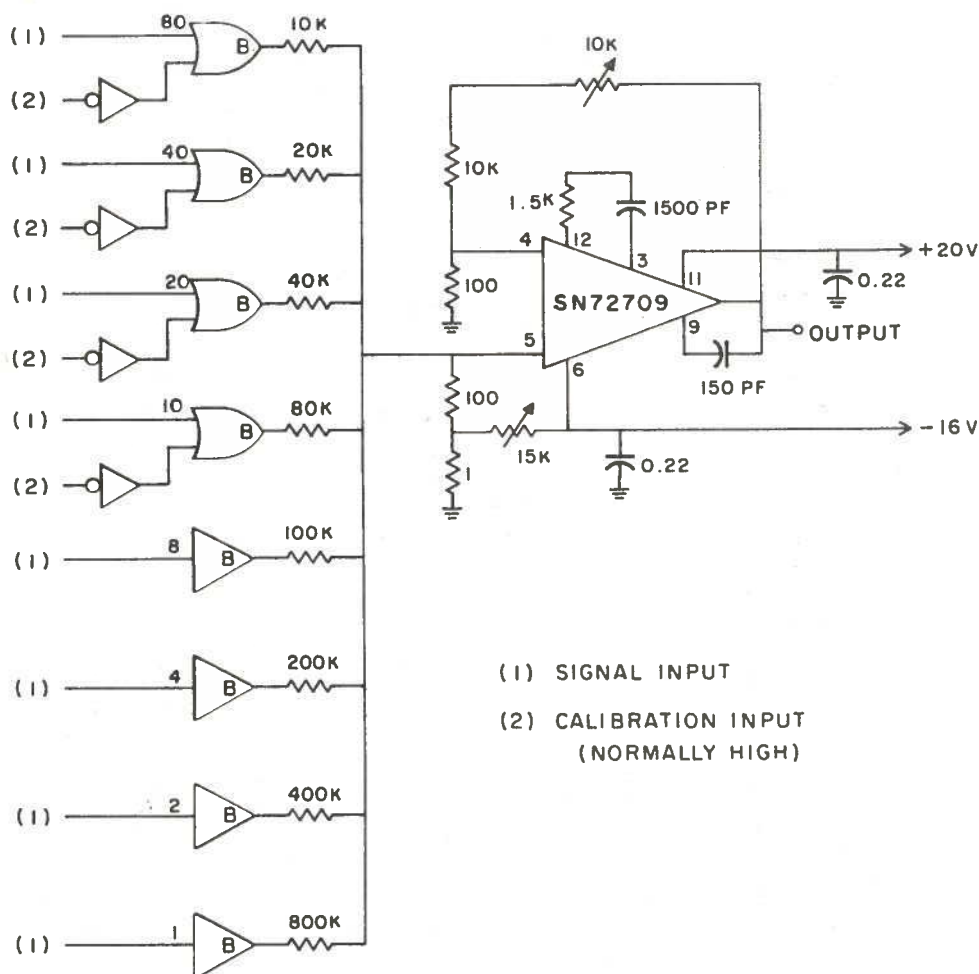 (1) 80 B 10K
(2)
(1) 40 B 20K
(2)
(1) 20 B 40K
(2)
(1) 10 B 80K
(2)
(1) 8 B 100K
(1) 4 B 200K
(1) 2 B 400K
(1) 1 B 800K
10K
10K
1.5K
1500 PF
4
12
3
100
SN72709
11
+20V
0.22
9
OUTPUT
5
6
150 PF
100
15K
-16V
0.22
1
(1) SIGNAL INPUT
(2) CALIBRATION INPUT
(NORMALLY HIGH)